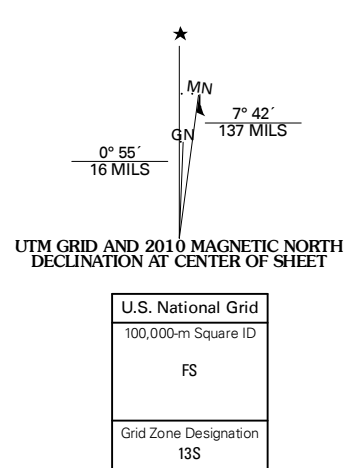 ★
MN
7° 42´
137 MILS
GN
0° 55´
16 MILS
UTM GRID AND 2010 MAGNETIC NORTH
DECLINATION AT CENTER OF SHEET
U.S. National Grid
100,000-m Square ID
FS
Grid Zone Designation
13S